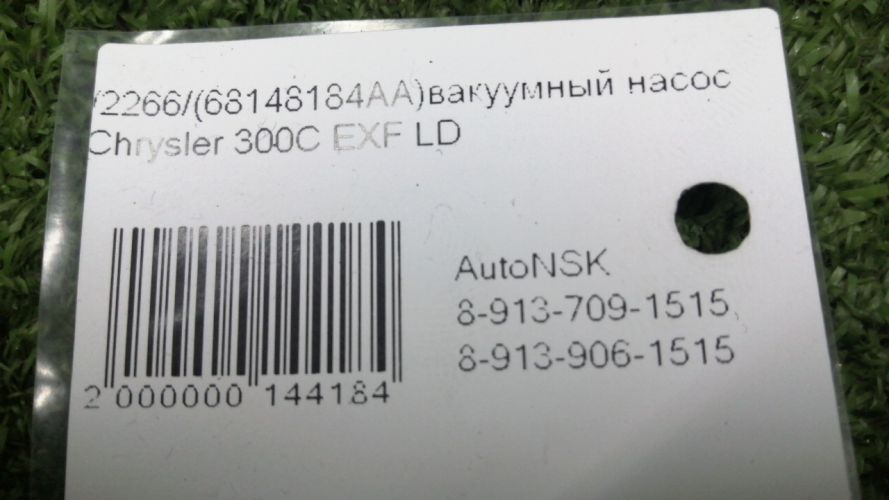 /2266/(68148184AA)вакуумный насос
Chrysler 300C EXF LD
AutoNSK
8-913-709-1515,
8-913-906-1515
2 000000 144184